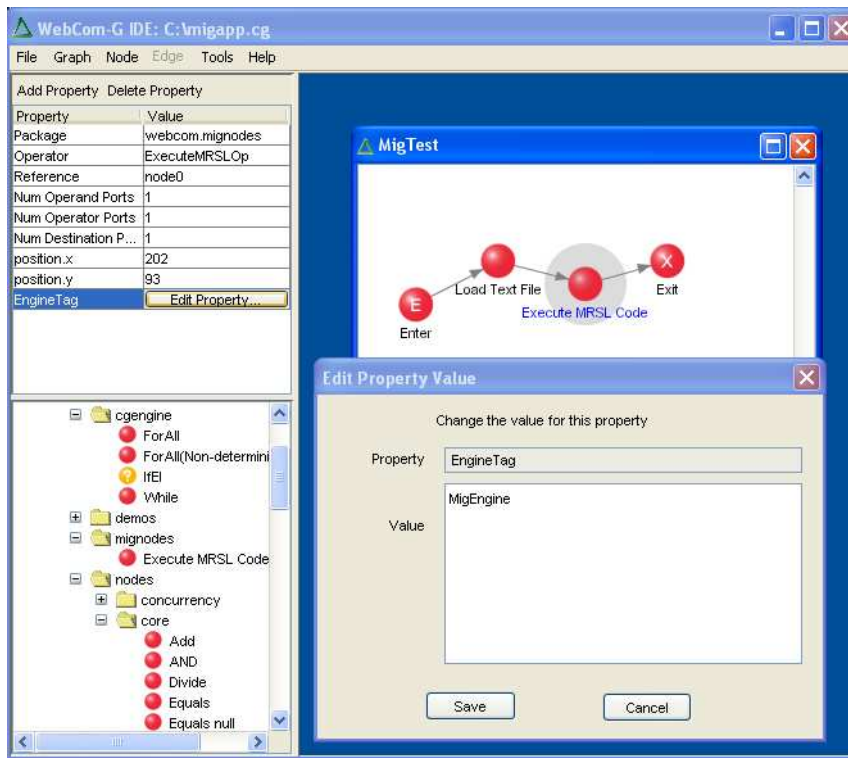 WebCom-G IDE: C:\migapp.cg
File Graph Node Edge Tools Help
Add Property Delete Property
Property Value
Package webcom.mignodes
Operator ExecuteMRSLOp
Reference node0
Num Operand Ports 1
Num Operator Ports 1
Num Destination P... 1
position.x 202
position.y 93
EngineTag Edit Property...
cgengine
ForAll
ForAll(Non-determini
?
IfEl
While
demos
mignodes
Execute MRSL Code
nodes
concurrency
core
Add
AND
Divide
Equals
Equals null
MigTest
E
Enter
Load Text File
Execute MRSL Code
X
Exit
Edit Property Value
Change the value for this property
Property EngineTag
Value MigEngine
Save Cancel